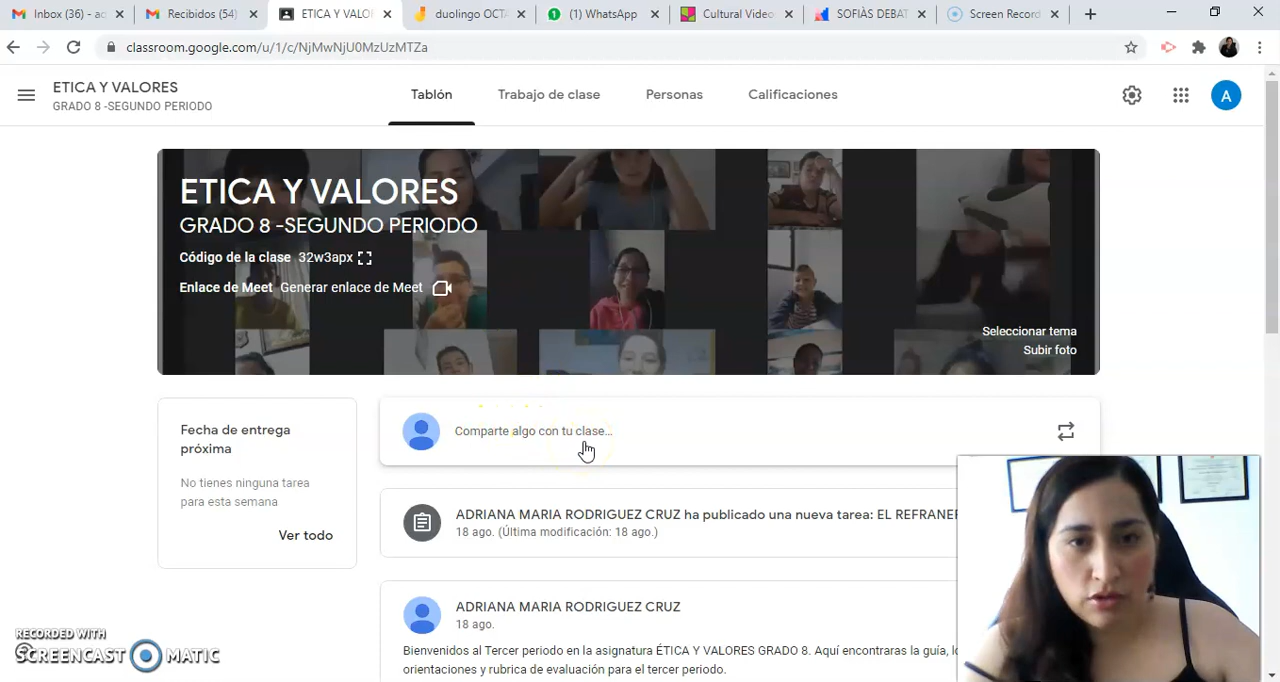 Inbox (36) - ac
Recibidos (54)
ETICA Y VALO
duolingo OCTA
(1) WhatsApp
Cultural Video
SOFIÀS DEBAT
Screen Record
classroom.google.com/u/1/c/NjMwNjU0MzUzMTZa
ETICA Y VALORES
GRADO 8 -SEGUNDO PERIODO
Tablón
Trabajo de clase
Personas
Calificaciones
A
ETICA Y VALORES
GRADO 8 -SEGUNDO PERIODO
Código de la clase 32w3apx
Enlace de Meet Generar enlace de Meet
Seleccionar tema
Subir foto
Fecha de entrega
próxima
No tienes ninguna tarea
para esta semana
Ver todo
Comparte algo con tu clase…
ADRIANA MARIA RODRIGUEZ CRUZ ha publicado una nueva tarea: EL REFRANER
18 ago. (Última modificación: 18 ago.)
ADRIANA MARIA RODRIGUEZ CRUZ
18 ago.
Bienvenidos al Tercer periodo en la asignatura ÉTICA Y VALORES GRADO 8. Aquí encontraras la guía, l
orientaciones y rubrica de evaluación para el tercer periodo.
RECORDED WITH
SCREENCAST MATIC